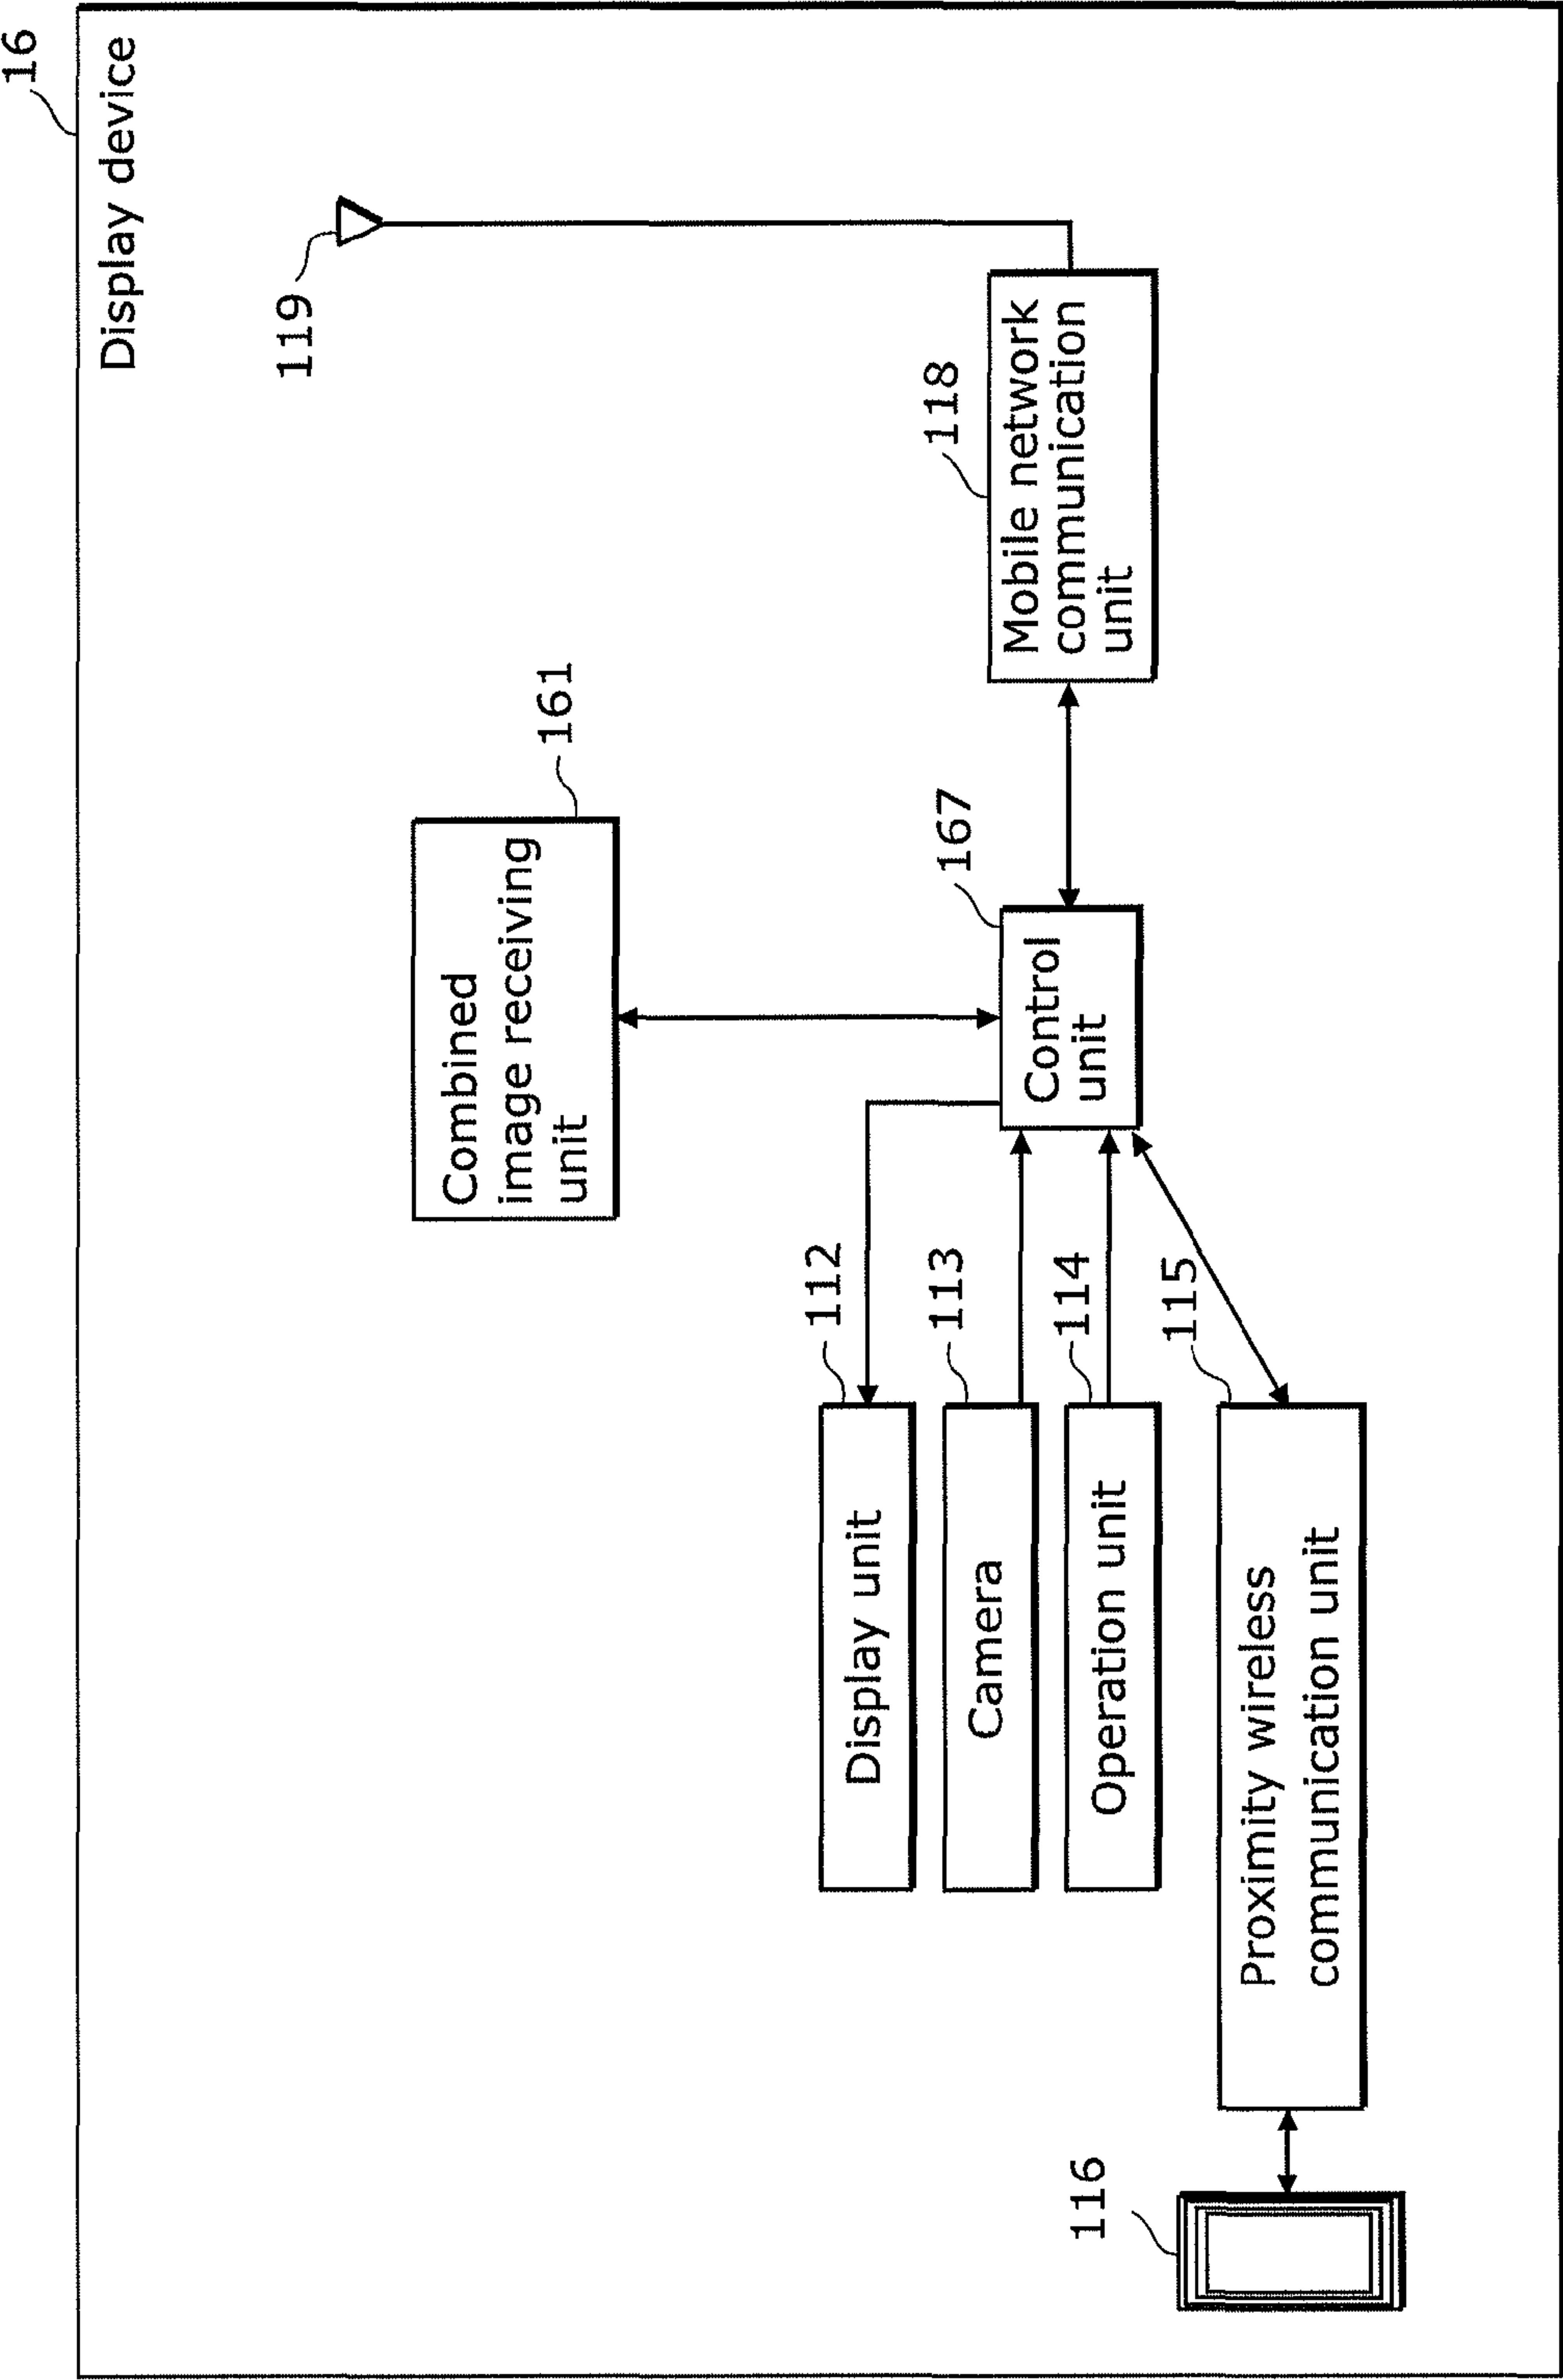 16
Display device
119
161
Combined
image receiving
unit
118
Mobile network
communication
unit
167
Control
unit
112
Display unit
113
Camera
114
Operation unit
115
Proximity wireless
communication unit
116